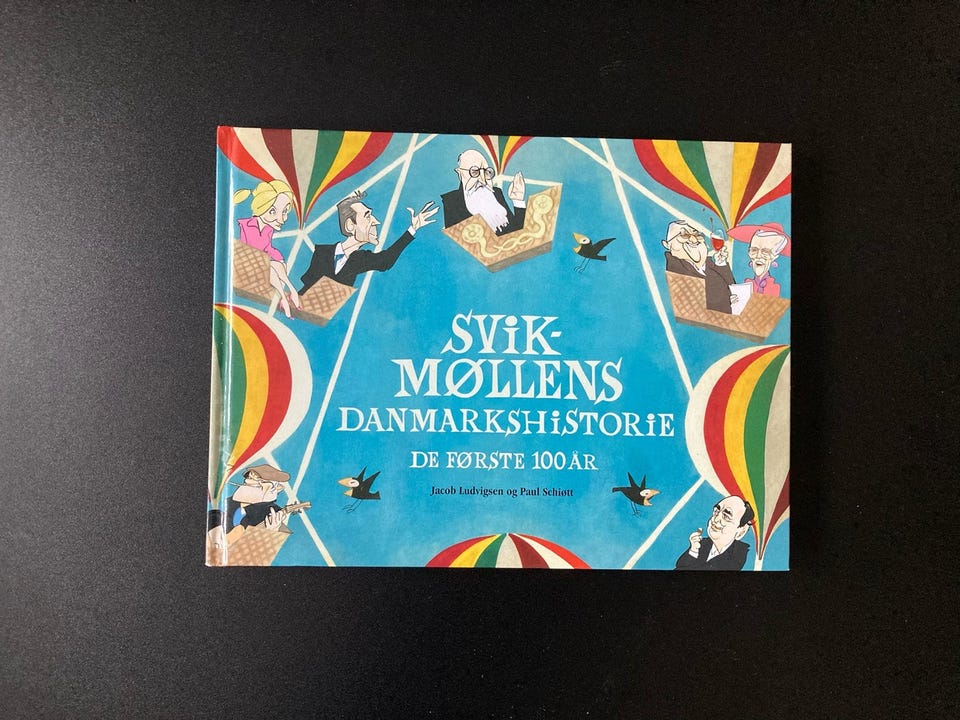 SViK-
MØLLENS
DANMARKSHiSTORiE
DE FØRSTE 100 ÅR
Jacob Ludvigsen og Paul Schiøtt